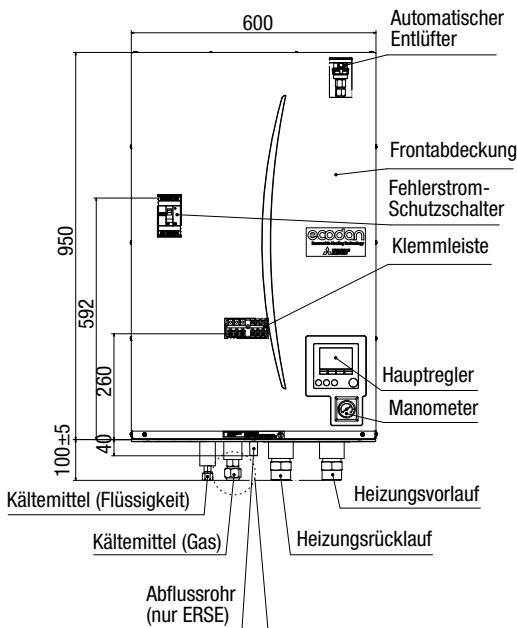 600
Automatischer
Entlüfter
Frontabdeckung
Fehlerstrom-
Schutzschalter
ecodan
Klemmleiste
950
592
260
Hauptregler
Manometer
100±5
40
Kältemittel (Flüssigkeit)
Heizungsvorlauf
Kältemittel (Gas)
Heizungsrücklauf
Abflussrohr
(nur ERSE)